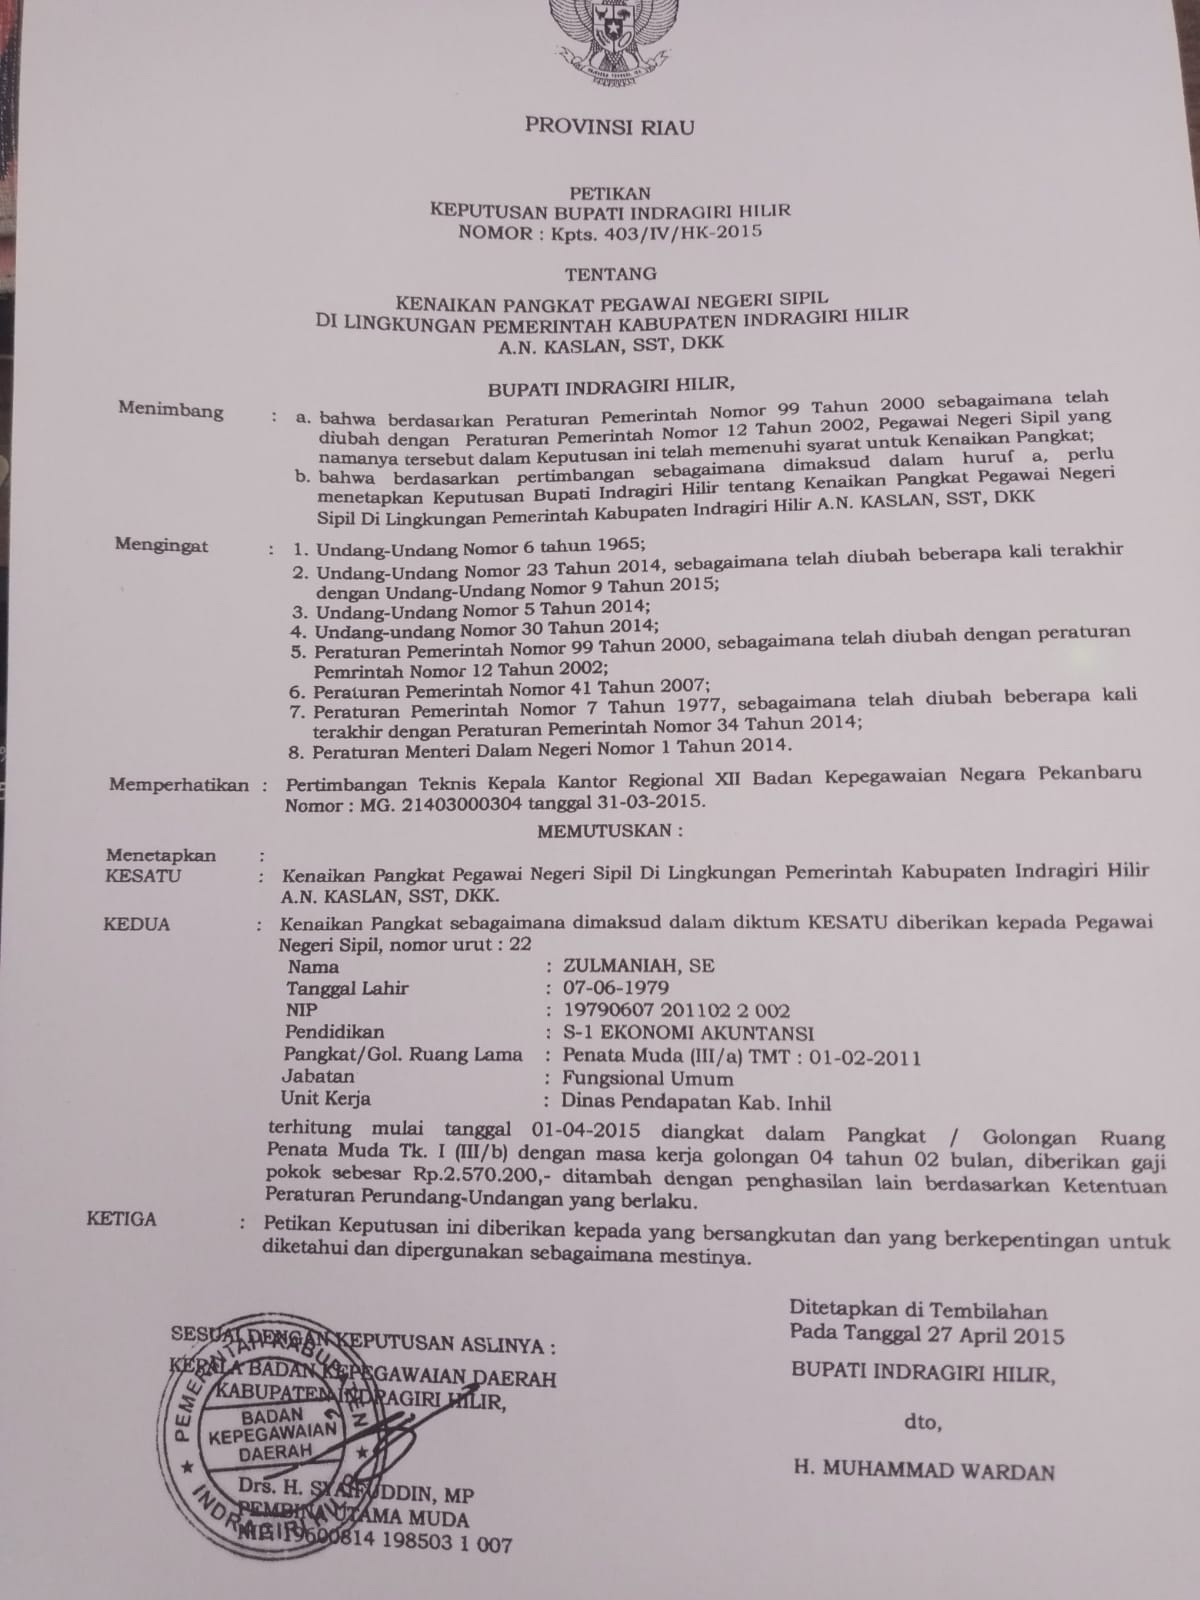 PROVINSI RIAU
PETIKAN
KEPUTUSAN BUPATI INDRAGIRI HILIR
NOMOR : Kpts. 403/IV/HK-2015
TENTANG
KENAIKAN PANGKAT PEGAWAI NEGERI SIPIL
DI LINGKUNGAN PEMERINTAH KABUPATEN INDRAGIRI HILIR
A.N. KASLAN, SST, DKK
BUPATI INDRAGIRI HILIR,
Menimbang : a. bahwa berdasarkan Peraturan Pemerintah Nomor 99 Tahun 2000 sebagaimana telah
diubah dengan Peraturan Pemerintah Nomor 12 Tahun 2002, Pegawai Negeri Sipil yang
namanya tersebut dalam Keputusan ini telah memenuhi syarat untuk Kenaikan Pangkat;
b. bahwa berdasarkan pertimbangan sebagaimana dimaksud dalam huruf a, perlu
menetapkan Keputusan Bupati Indragiri Hilir tentang Kenaikan Pangkat Pegawai Negeri
Sipil Di Lingkungan Pemerintah Kabupaten Indragiri Hilir A.N. KASLAN, SST, DKK
Mengingat : 1. Undang-Undang Nomor 6 tahun 1965;
2. Undang-Undang Nomor 23 Tahun 2014, sebagaimana telah diubah beberapa kali terakhir
dengan Undang-Undang Nomor 9 Tahun 2015;
3. Undang-Undang Nomor 5 Tahun 2014;
4. Undang-undang Nomor 30 Tahun 2014;
5. Peraturan Pemerintah Nomor 99 Tahun 2000, sebagaimana telah diubah dengan peraturan
Pemrintah Nomor 12 Tahun 2002;
6. Peraturan Pemerintah Nomor 41 Tahun 2007;
7. Peraturan Pemerintah Nomor 7 Tahun 1977, sebagaimana telah diubah beberapa kali
terakhir dengan Peraturan Pemerintah Nomor 34 Tahun 2014;
8. Peraturan Menteri Dalam Negeri Nomor 1 Tahun 2014.
Memperhatikan : Pertimbangan Teknis Kepala Kantor Regional XII Badan Kepegawaian Negara Pekanbaru
Nomor : MG. 21403000304 tanggal 31-03-2015.
MEMUTUSKAN :
Menetapkan :
KESATU : Kenaikan Pangkat Pegawai Negeri Sipil Di Lingkungan Pemerintah Kabupaten Indragiri Hilir
A.N. KASLAN, SST, DKK.
KEDUA : Kenaikan Pangkat sebagaimana dimaksud dalam diktum KESATU diberikan kepada Pegawai
Negeri Sipil, nomor urut : 22
Nama : ZULMANIAH, SE
Tanggal Lahir : 07-06-1979
NIP : 19790607 201102 2 002
Pendidikan : S-1 EKONOMI AKUNTANSI
Pangkat/Gol. Ruang Lama : Penata Muda (III/a) TMT : 01-02-2011
Jabatan : Fungsional Umum
Unit Kerja : Dinas Pendapatan Kab. Inhil
terhitung mulai tanggal 01-04-2015 diangkat dalam Pangkat / Golongan Ruang
Penata Muda Tk. I (III/b) dengan masa kerja golongan 04 tahun 02 bulan, diberikan gaji
pokok sebesar Rp.2.570.200,- ditambah dengan penghasilan lain berdasarkan Ketentuan
Peraturan Perundang-Undangan yang berlaku.
KETIGA : Petikan Keputusan ini diberikan kepada yang bersangkutan dan yang berkepentingan untuk
diketahui dan dipergunakan sebagaimana mestinya.
Ditetapkan di Tembilahan
Pada Tanggal 27 April 2015
BUPATI INDRAGIRI HILIR,
dto,
H. MUHAMMAD WARDAN
SESUAI DENGAN KEPUTUSAN ASLINYA :
KEPALA BADAN KEPEGAWAIAN DAERAH
KABUPATEN INDRAGIRI HILIR,
Drs. H. SYAIFUDDIN, MP
PEMBINA UTAMA MUDA
NIP. 19600814 198503 1 007
PEMERINTAH KABUPATEN
BADAN
KEPEGAWAIAN
DAERAH
INDRAGIRI HILIR